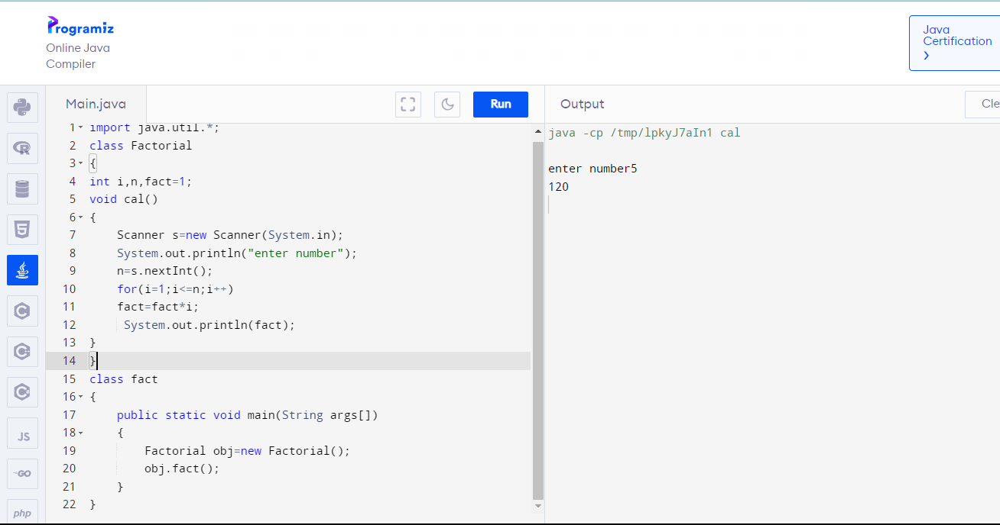 Programiz
Online Java
Compiler
Java
Certification
Main.java
Run
Output
Cle
1 import java.util.*;
2 class Factorial
3 {
4 int i,n,fact=1;
5 void cal()
6 {
7 Scanner s=new Scanner(System.in);
8 System.out.println("enter number");
9 n=s.nextInt();
10 for(i=1;i<=n;i++)
11 fact=fact*i;
12 System.out.println(fact);
13 }
14 }
15 class fact
16 {
17 public static void main(String args[])
18 {
19 Factorial obj=new Factorial();
20 obj.fact();
21 }
22 }
java -cp /tmp/lpkyJ7aIn1 cal
enter number5
120
R
5
C
C
C
JS
GO
php